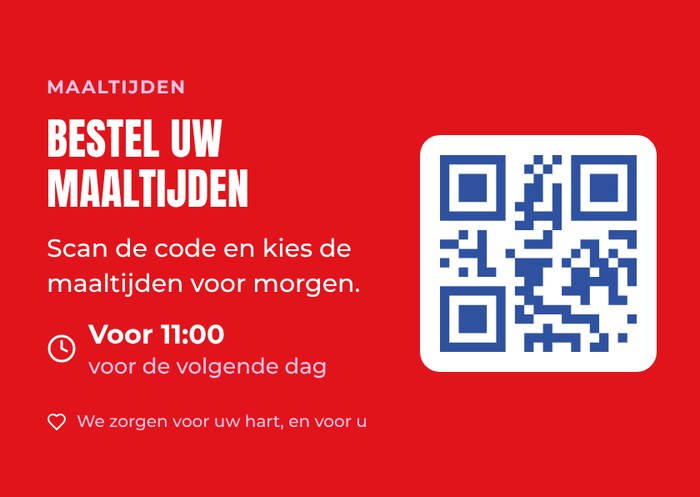 MAALTIJDEN
BESTEL UW
MAALTIJDEN
Scan de code en kies de
maaltijden voor morgen.
Voor 11:00
voor de volgende dag
We zorgen voor uw hart, en voor u